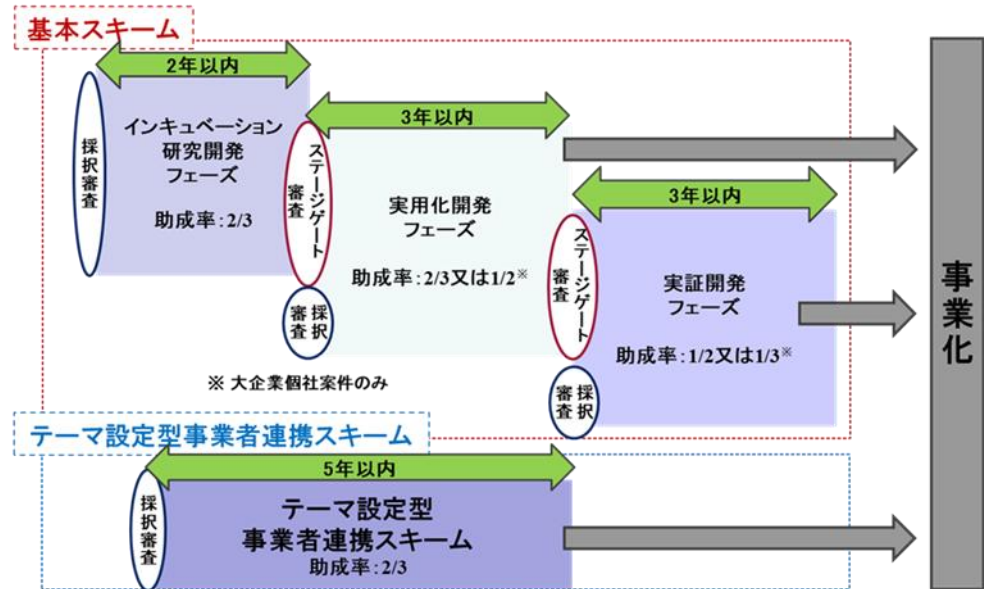 基本スキーム
2年以内
採択審査
インキュベーション
研究開発
フェーズ
助成率:2/3
3年以内
ステージゲート
審査
採択
審査
実用化開発
フェーズ
助成率:2/3又は1/2※
3年以内
ステージゲート
審査
採択
審査
実証開発
フェーズ
助成率:1/2又は1/3※
※ 大企業個社案件のみ
テーマ設定型事業者連携スキーム
5年以内
採択審査
テーマ設定型
事業者連携スキーム
助成率:2/3
事業化